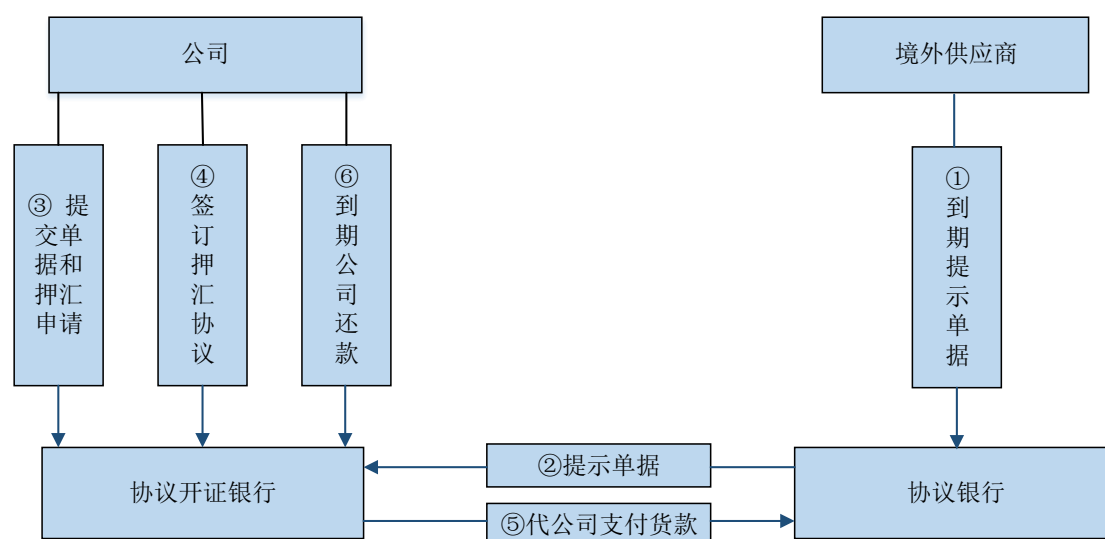 公司
境外供应商
③ 提
交单
据和
押汇
申请
④
签
订
押
汇
协
议
⑥
到
期
公
司
还
款
①
到
期
提
示
单
据
②提示单据
协议开证银行
协议银行
⑤代公司支付货款